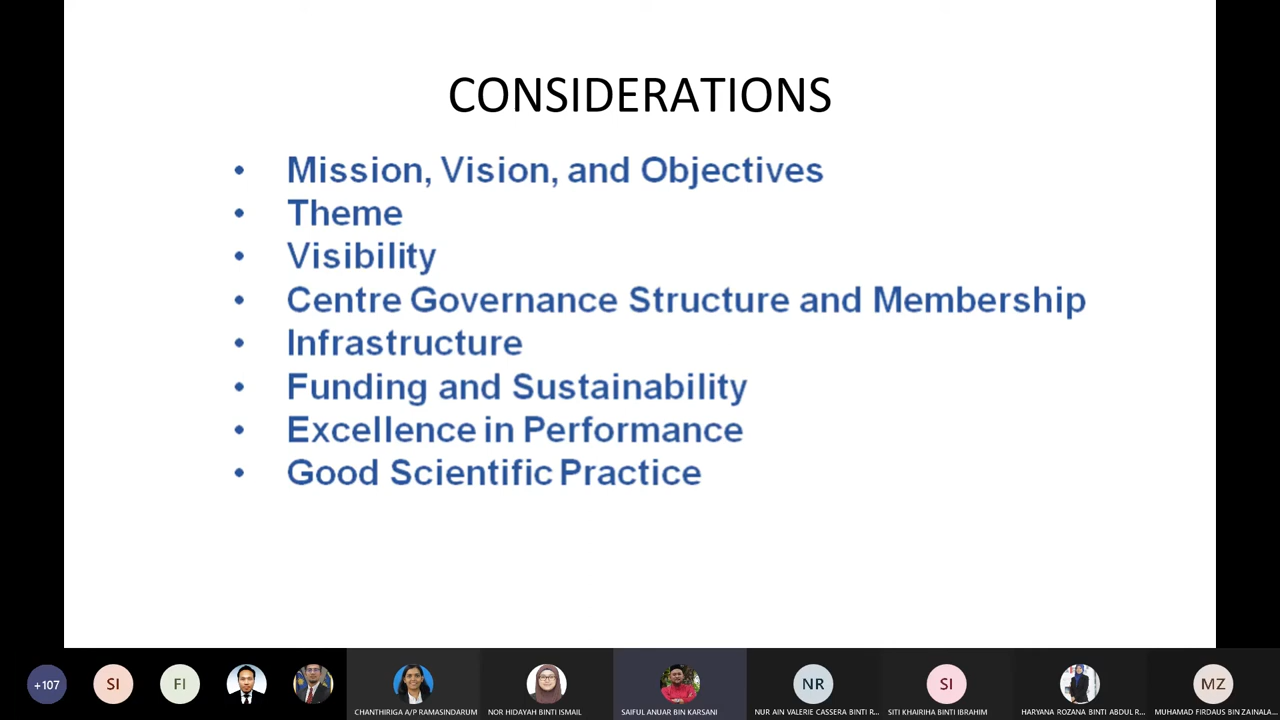 CONSIDERATIONS
• Mission, Vision, and Objectives
• Theme
• Visibility
• Centre Governance Structure and Membership
• Infrastructure
• Funding and Sustainability
• Excellence in Performance
• Good Scientific Practice
+107
SI
FI
NR
SI
MZ
CHANTHIRIGA A/P RAMASINDARUM
NOR HIDAYAH BINTI ISMAIL
SAIFUL ANUAR BIN KARSANI
NUR AIN VALERIE CASSERA BINTI R...
SITI KHAIRIHA BINTI IBRAHIM
HARYANA ROZANA BINTI ABDUL R...
MUHAMAD FIRDAUS BIN ZAINALA...